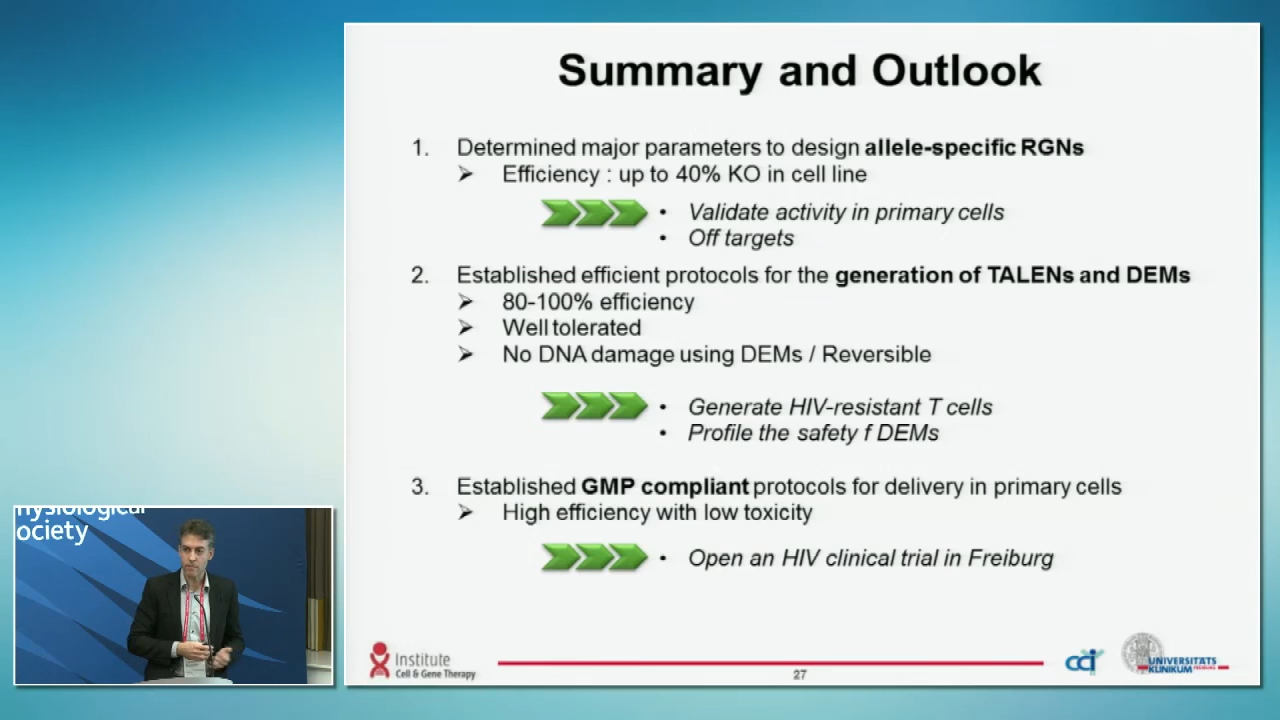 Summary and Outlook
1. Determined major parameters to design allele-specific RGNs
➢ Efficiency : up to 40% KO in cell line
• Validate activity in primary cells
• Off targets
2. Established efficient protocols for the generation of TALENs and DEMs
➢ 80-100% efficiency
➢ Well tolerated
➢ No DNA damage using DEMs / Reversible
• Generate HIV-resistant T cells
• Profile the safety f DEMs
3. Established GMP compliant protocols for delivery in primary cells
➢ High efficiency with low toxicity
• Open an HIV clinical trial in Freiburg
hysiological
ociety
Institute
Cell & Gene Therapy
27
cci
UNIVERSITÄTS
KLINIKUM FREIBURG